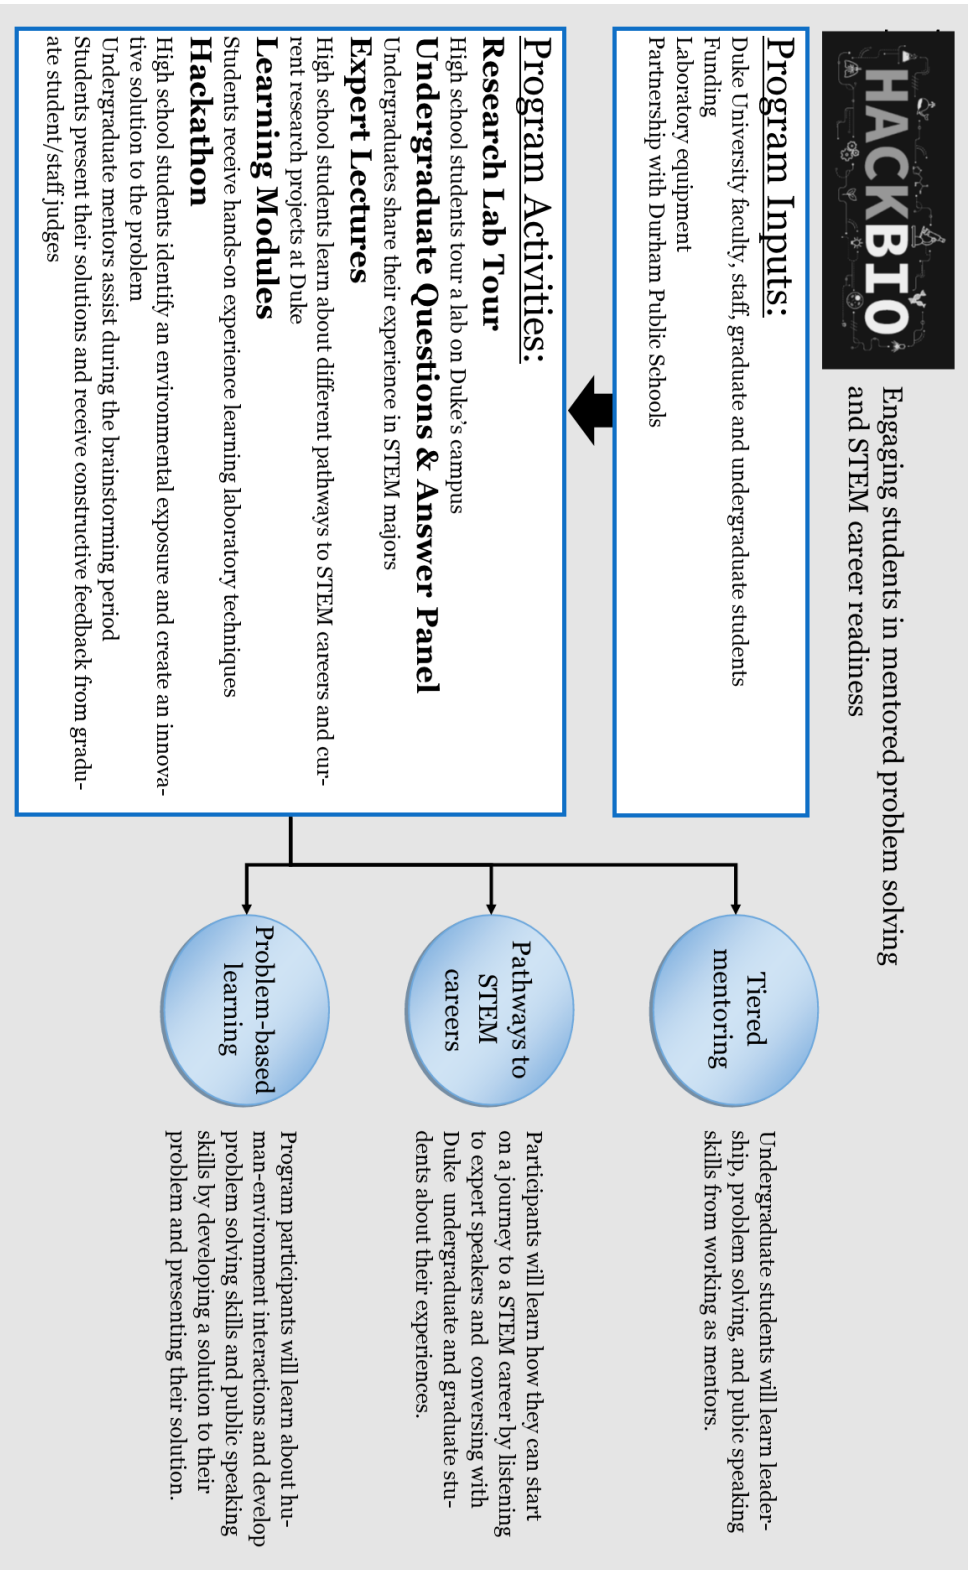 HACKBIO
Engaging students in mentored problem solving
and STEM career readiness
Program Inputs:
Duke University faculty, staff, graduate and undergraduate students
Funding
Laboratory equipment
Partnership with Durham Public Schools
Program Activities:
Research Lab Tour
High school students tour a lab on Duke's campus
Undergraduate Questions & Answer Panel
Undergraduates share their experience in STEM majors
Expert Lectures
High school students learn about different pathways to STEM careers and cur-
rent research projects at Duke
Learning Modules
Students receive hands-on experience learning laboratory techniques
Hackathon
High school students identify an environmental exposure and create an innova-
tive solution to the problem
Undergraduate mentors assist during the brainstorming period
Students present their solutions and receive constructive feedback from gradu-
ate student/staff judges
Tiered
mentoring
Undergraduate students will learn leader-
ship, problem solving, and pubic speaking
skills from working as mentors.
Pathways to
STEM
careers
Participants will learn how they can start
on a journey to a STEM career by listening
to expert speakers and conversing with
Duke undergraduate and graduate stu-
dents about their experiences.
Problem-based
learning
Program participants will learn about hu-
man-environment interactions and develop
problem solving skills and public speaking
skills by developing a solution to their
problem and presenting their solution.